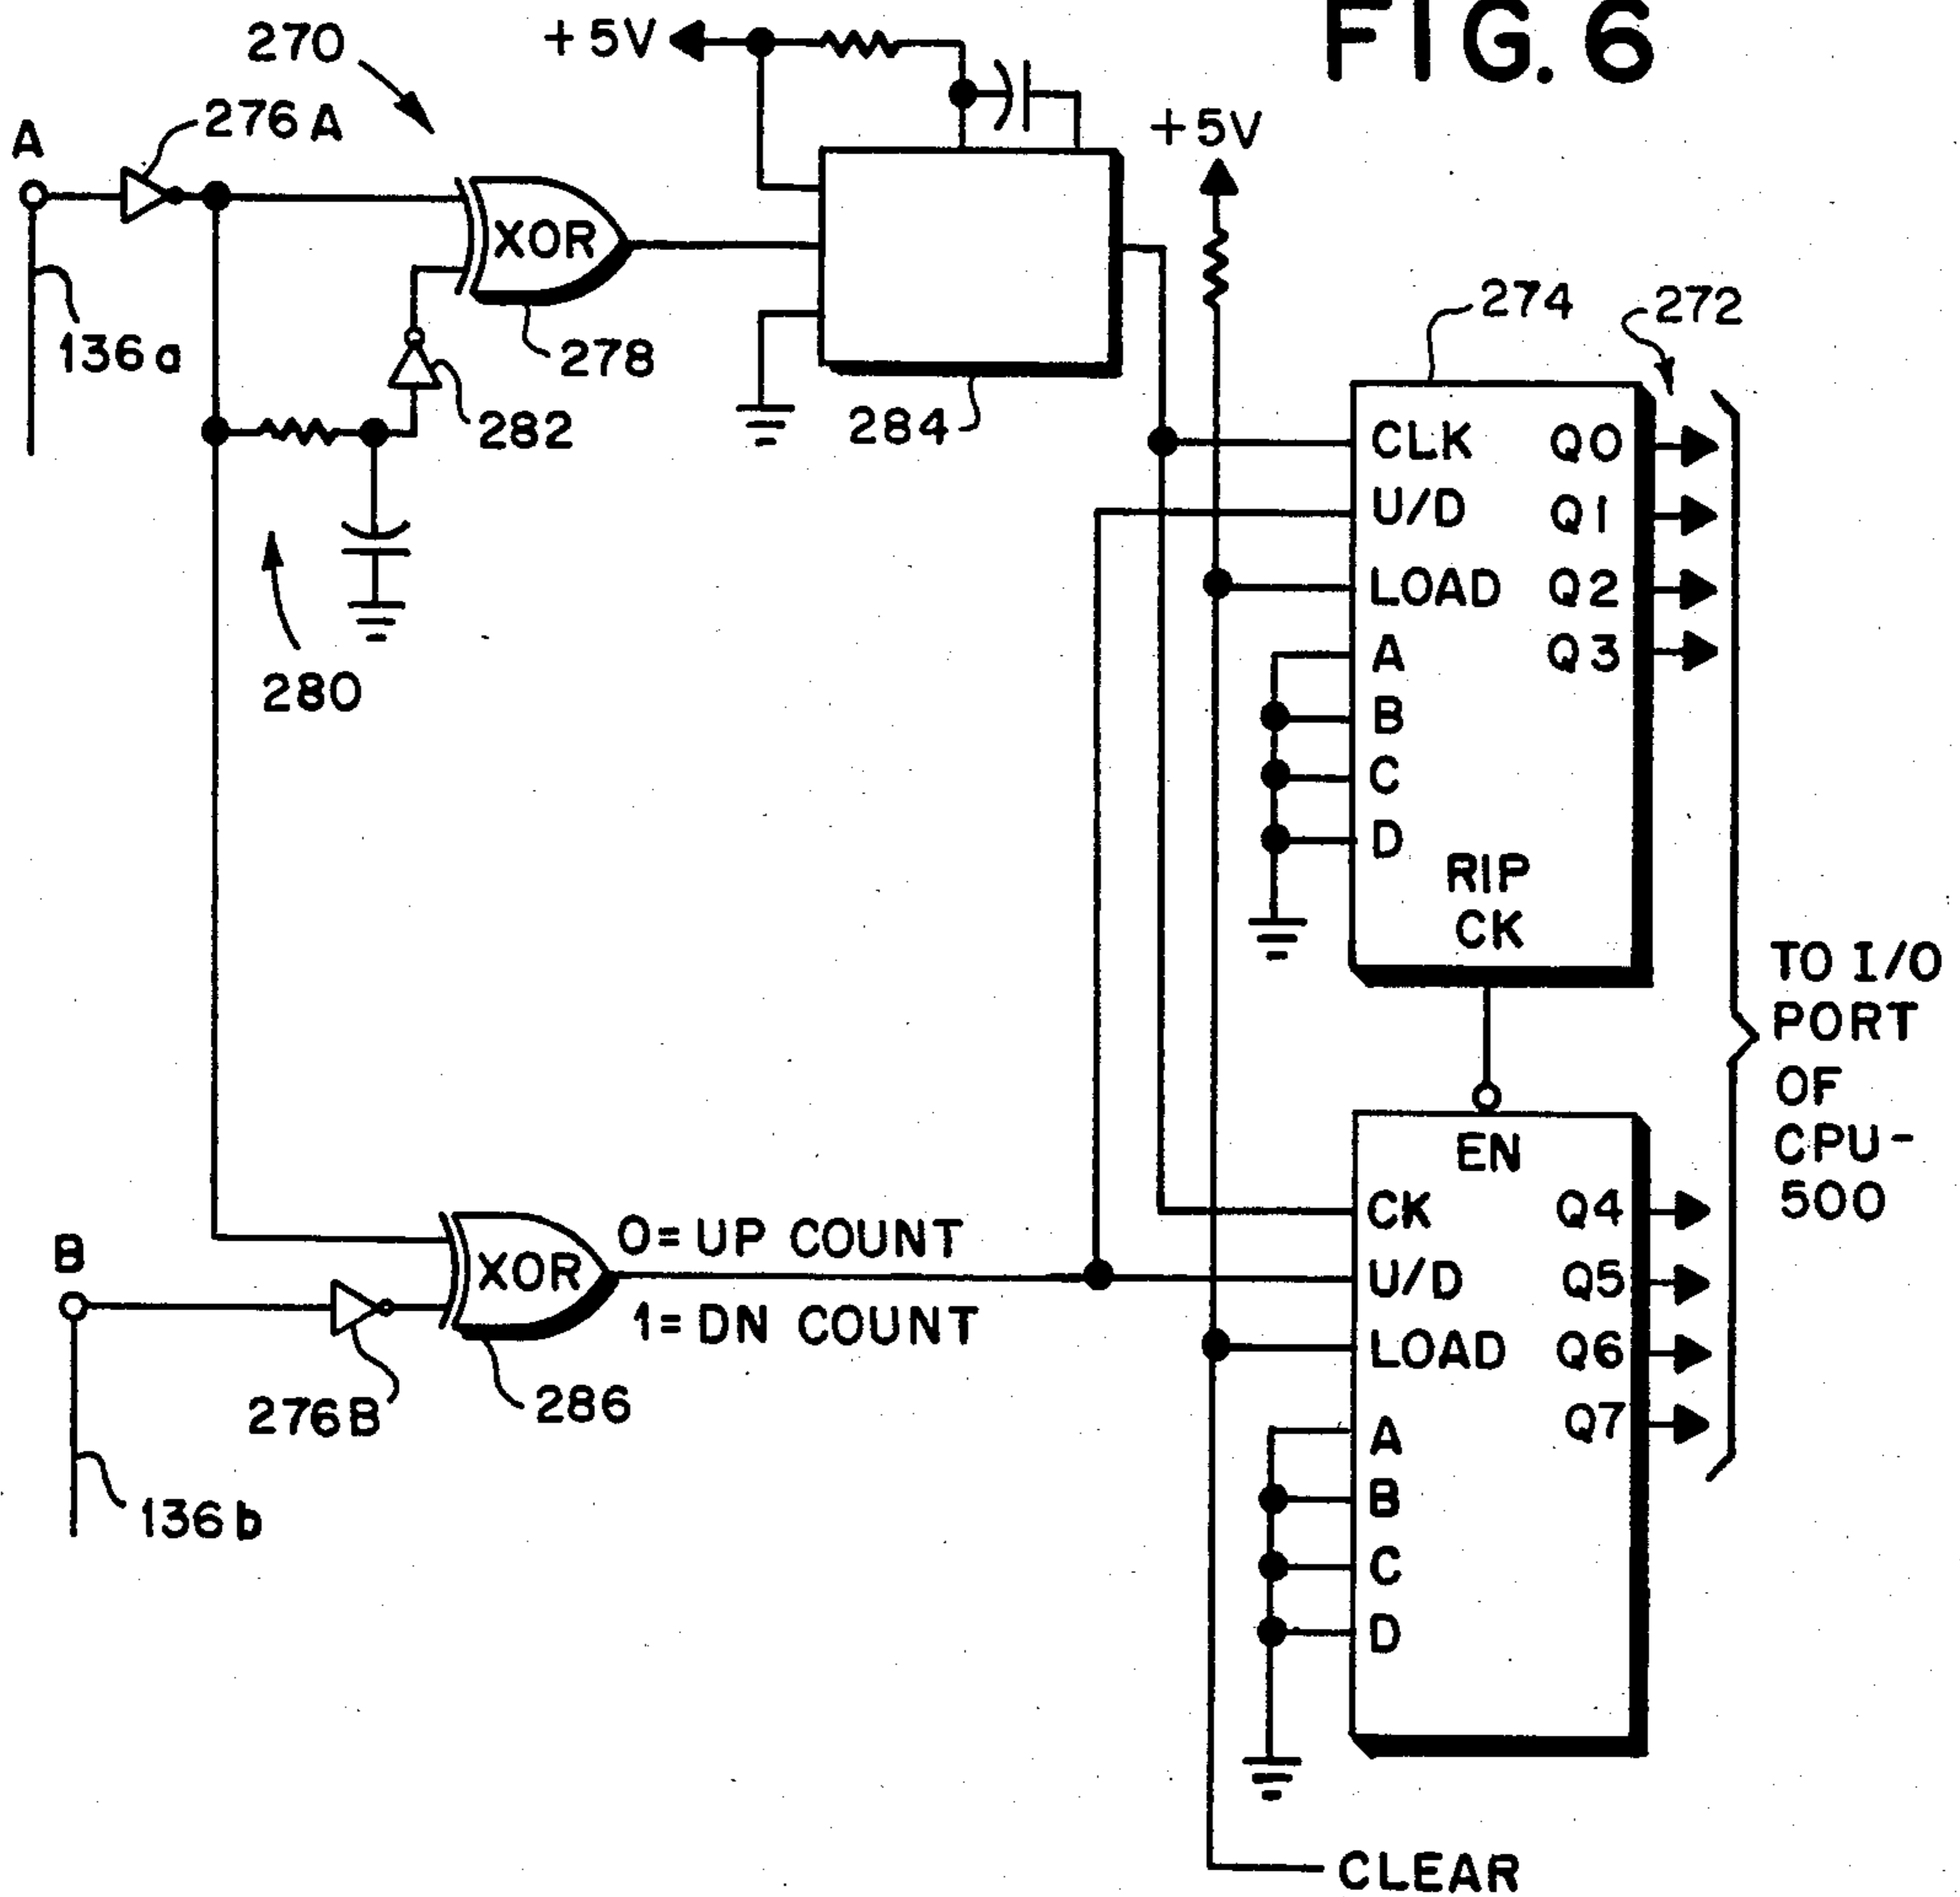 FIG. 6
270
+5V
276A
A
+5V
XOR
136a
278
282
284
280
274
272
CLK Q0
U/D Q1
LOAD Q2
A Q3
B
C
D
RIP
CK
TO I/O
PORT
OF
CPU-
500
EN
CK Q4
U/D Q5
LOAD Q6
A Q7
B
C
D
B
XOR
0= UP COUNT
1= DN COUNT
276B
286
136b
CLEAR